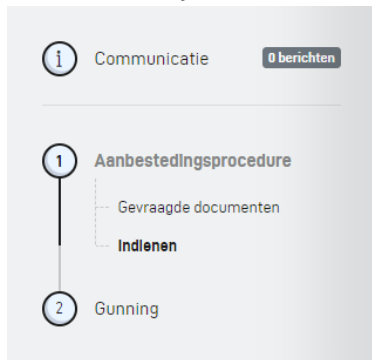 i Communicatie 0 berichten
1 Aanbestedingsprocedure
Gevraagde documenten
Indienen
2 Gunning